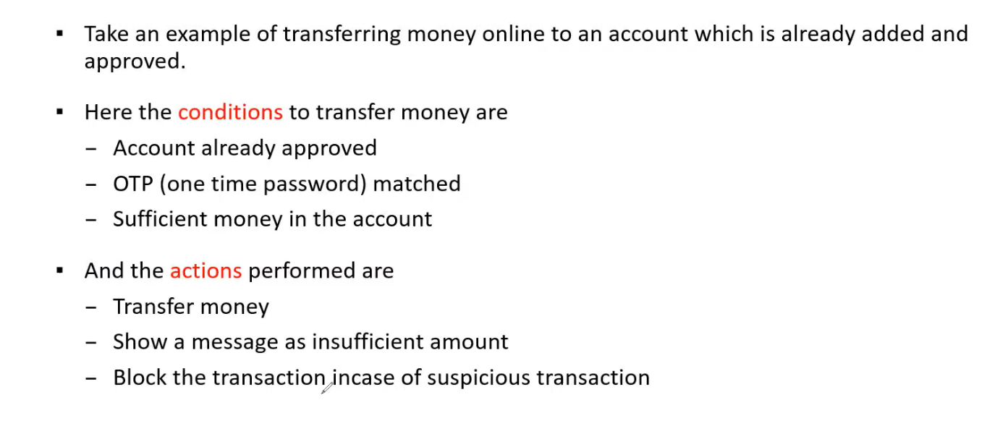 ▪ Take an example of transferring money online to an account which is already added and
approved.
▪ Here the conditions to transfer money are
– Account already approved
– OTP (one time password) matched
– Sufficient money in the account
▪ And the actions performed are
– Transfer money
– Show a message as insufficient amount
– Block the transaction incase of suspicious transaction